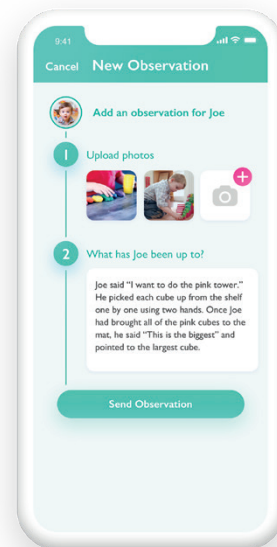 9:41
Cancel New Observation
Add an observation for Joe
1 Upload photos
2 What has Joe been up to?
Joe said “I want to do the pink tower.”
He picked each cube up from the shelf
one by one using two hands. Once Joe
had brought all of the pink cubes to the
mat, he said “This is the biggest” and
pointed to the largest cube.
Send Observation